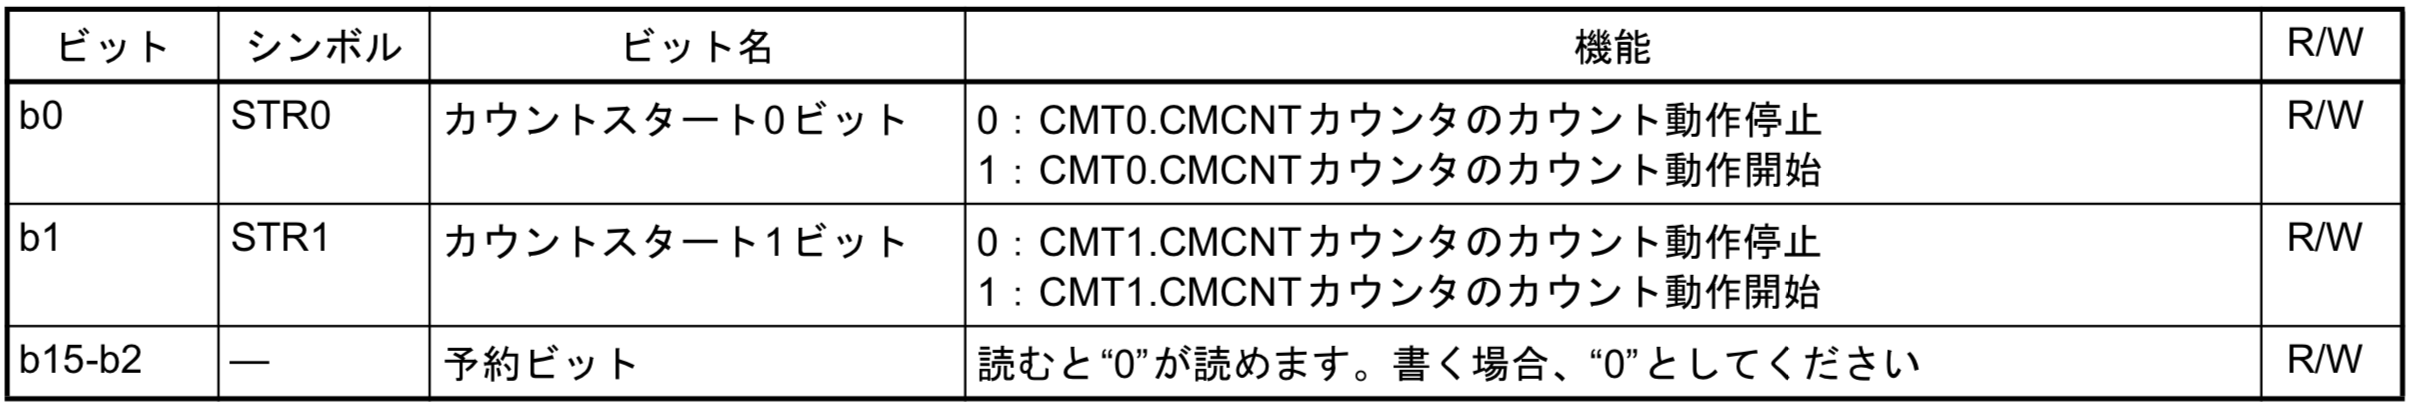 ビット シンボル ビット名 機能 R/W
b0 STR0 カウントスタート0ビット 0：CMT0.CMCNTカウンタのカウント動作停止 R/W
1：CMT0.CMCNTカウンタのカウント動作開始
b1 STR1 カウントスタート1ビット 0：CMT1.CMCNTカウンタのカウント動作停止 R/W
1：CMT1.CMCNTカウンタのカウント動作開始
b15-b2 — 予約ビット 読むと“0”が読めます。書く場合、“0”としてください R/W